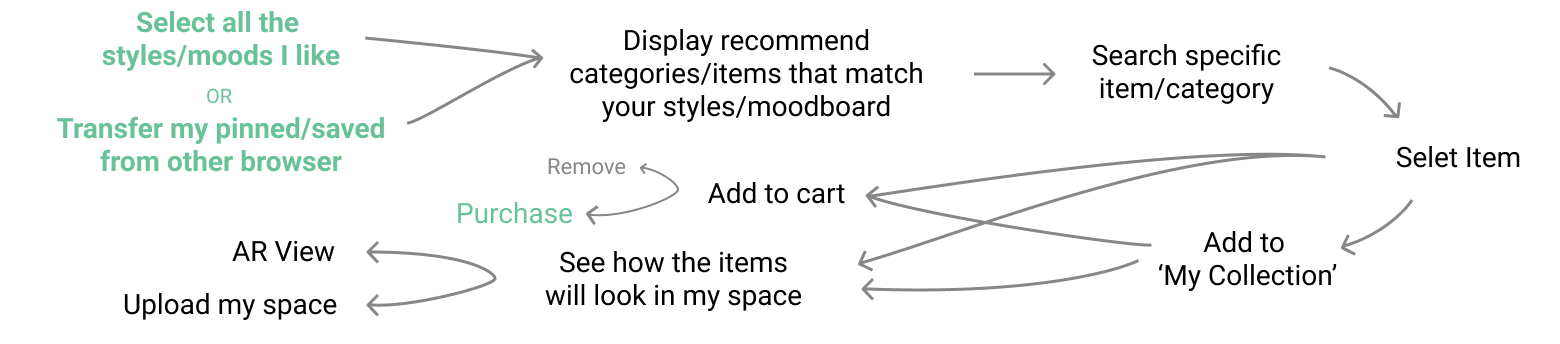 Select all the
styles/moods I like
OR
Transfer my pinned/saved
from other browser
Display recommend
categories/items that match
your styles/moodboard
Search specific
item/category
Selet Item
Add to
‘My Collection’
Add to cart
Remove
Purchase
See how the items
will look in my space
AR View
Upload my space